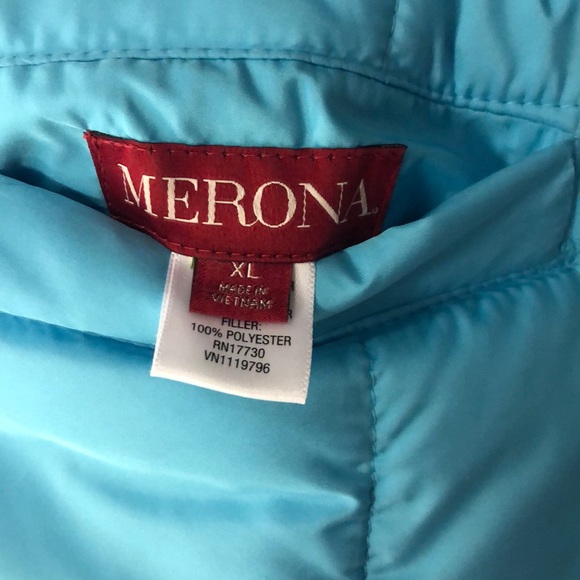 MERONA
XL
MADE IN
VIETNAM
FILLER:
100% POLYESTER
RN17730
VN1119796